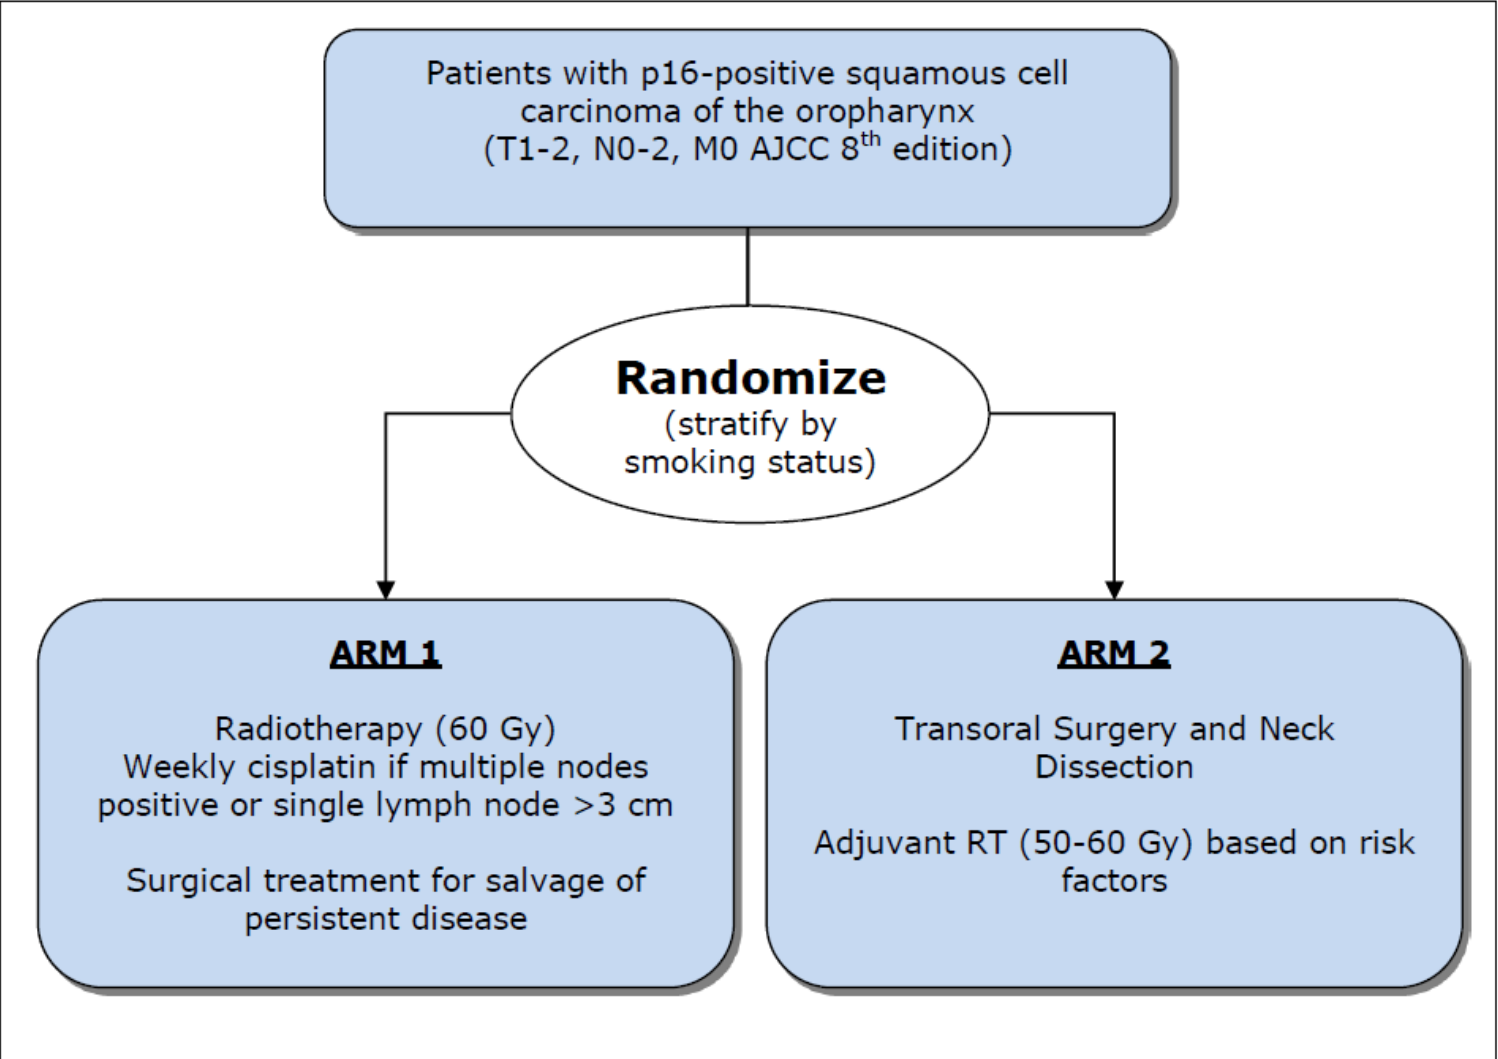 Patients with p16-positive squamous cell
carcinoma of the oropharynx
(T1-2, N0-2, M0 AJCC 8th edition)
Randomize
(stratify by
smoking status)
ARM 1
Radiotherapy (60 Gy)
Weekly cisplatin if multiple nodes
positive or single lymph node >3 cm
Surgical treatment for salvage of
persistent disease
ARM 2
Transoral Surgery and Neck
Dissection
Adjuvant RT (50-60 Gy) based on risk
factors